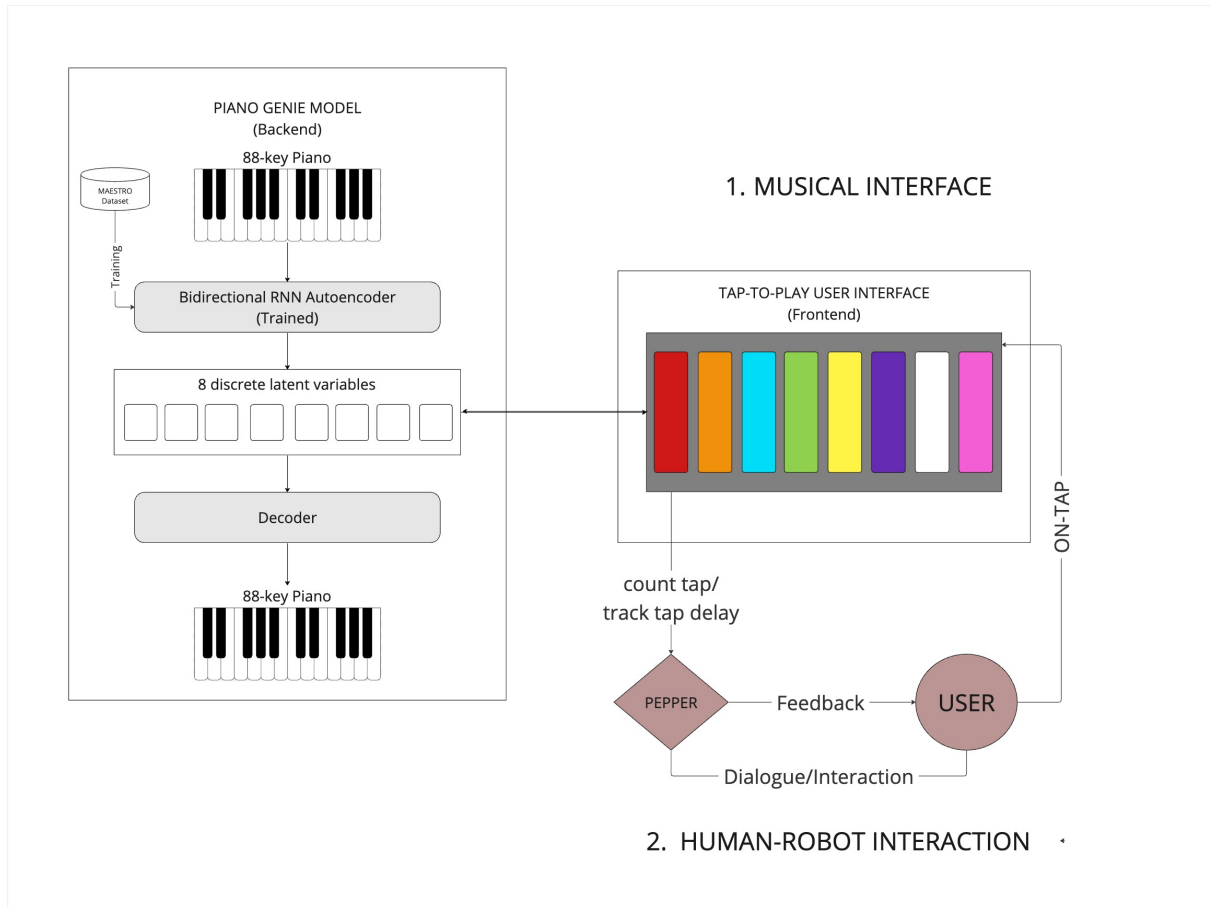 PIANO GENIE MODEL
(Backend)
88-key Piano
MAESTRO
Dataset
Training
Bidirectional RNN Autoencoder
(Trained)
8 discrete latent variables
Decoder
88-key Piano
1. MUSICAL INTERFACE
TAP-TO-PLAY USER INTERFACE
(Frontend)
ON-TAP
count tap/
track tap delay
PEPPER
Feedback
USER
Dialogue/Interaction
2. HUMAN-ROBOT INTERACTION